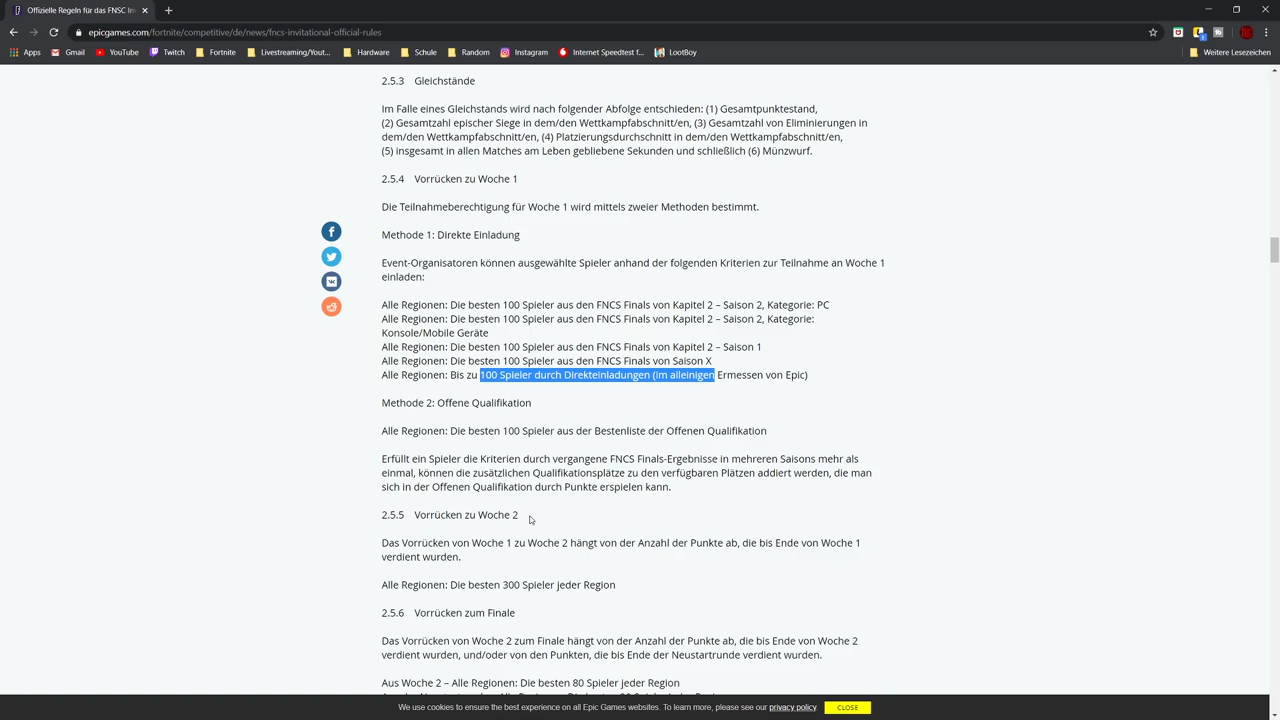 Offizielle Regeln für das FNSC In
epicgames.com/fortnite/competitive/de/news/fncs-invitational-official-rules
Apps Gmail YouTube Twitch Fortnite Livestreaming/Yout... Hardware Schule Random Instagram Internet Speedtest f... LootBoy Weitere Lesezeichen
2.5.3 Gleichstände
Im Falle eines Gleichstands wird nach folgender Abfolge entschieden: (1) Gesamtpunktestand,
(2) Gesamtzahl epischer Siege in dem/den Wettkampfabschnitt/en, (3) Gesamtzahl von Eliminierungen in
dem/den Wettkampfabschnitt/en, (4) Platzierungsdurchschnitt in dem/den Wettkampfabschnitt/en,
(5) insgesamt in allen Matches am Leben gebliebene Sekunden und schließlich (6) Münzwurf.
2.5.4 Vorrücken zu Woche 1
Die Teilnahmeberechtigung für Woche 1 wird mittels zweier Methoden bestimmt.
Methode 1: Direkte Einladung
Event-Organisatoren können ausgewählte Spieler anhand der folgenden Kriterien zur Teilnahme an Woche 1
einladen:
Alle Regionen: Die besten 100 Spieler aus den FNCS Finals von Kapitel 2 – Saison 2, Kategorie: PC
Alle Regionen: Die besten 100 Spieler aus den FNCS Finals von Kapitel 2 – Saison 2, Kategorie:
Konsole/Mobile Geräte
Alle Regionen: Die besten 100 Spieler aus den FNCS Finals von Kapitel 2 – Saison 1
Alle Regionen: Die besten 100 Spieler aus den FNCS Finals von Saison X
Alle Regionen: Bis zu 100 Spieler durch Direkteinladungen (im alleinigen Ermessen von Epic)
Methode 2: Offene Qualifikation
Alle Regionen: Die besten 100 Spieler aus der Bestenliste der Offenen Qualifikation
Erfüllt ein Spieler die Kriterien durch vergangene FNCS Finals-Ergebnisse in mehreren Saisons mehr als
einmal, können die zusätzlichen Qualifikationsplätze zu den verfügbaren Plätzen addiert werden, die man
sich in der Offenen Qualifikation durch Punkte erspielen kann.
2.5.5 Vorrücken zu Woche 2
Das Vorrücken von Woche 1 zu Woche 2 hängt von der Anzahl der Punkte ab, die bis Ende von Woche 1
verdient wurden.
Alle Regionen: Die besten 300 Spieler jeder Region
2.5.6 Vorrücken zum Finale
Das Vorrücken von Woche 2 zum Finale hängt von der Anzahl der Punkte ab, die bis Ende von Woche 2
verdient wurden, und/oder von den Punkten, die bis Ende der Neustartrunde verdient wurden.
Aus Woche 2 – Alle Regionen: Die besten 80 Spieler jeder Region
We use cookies to ensure the best experience on all Epic Games websites. To learn more, please see our privacy policy. CLOSE